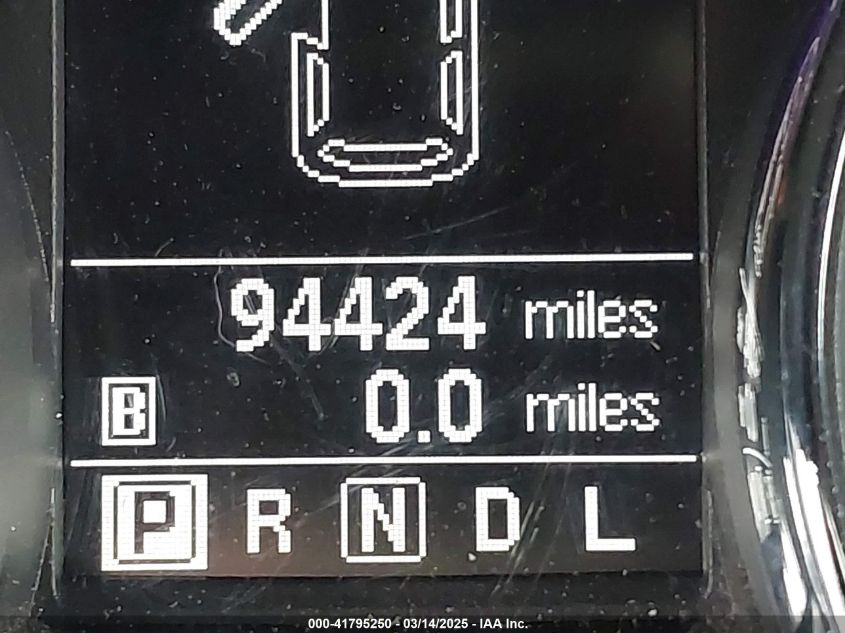 94424 miles
B 0.0 miles
P R N D L
000-41795250 - 03/14/2025 - IAA Inc.